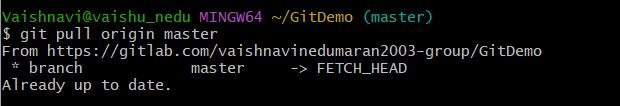 Vaishnavi@vaishu_nedu MINGW64 ~/GitDemo (master)
$ git pull origin master
From https://gitlab.com/vaishnavinedumaran2003-group/GitDemo
 * branch            master     -> FETCH_HEAD
Already up to date.